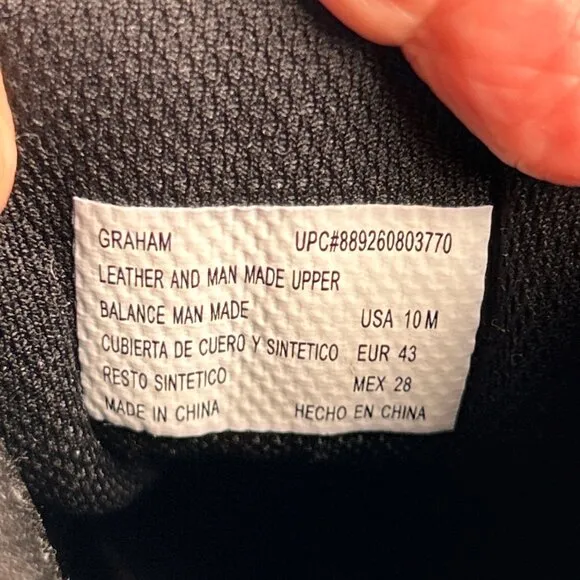 GRAHAM UPC#889260803770
LEATHER AND MAN MADE UPPER
BALANCE MAN MADE USA 10 M
CUBIERTA DE CUERO Y SINTETICO EUR 43
RESTO SINTETICO MEX 28
MADE IN CHINA HECHO EN CHINA